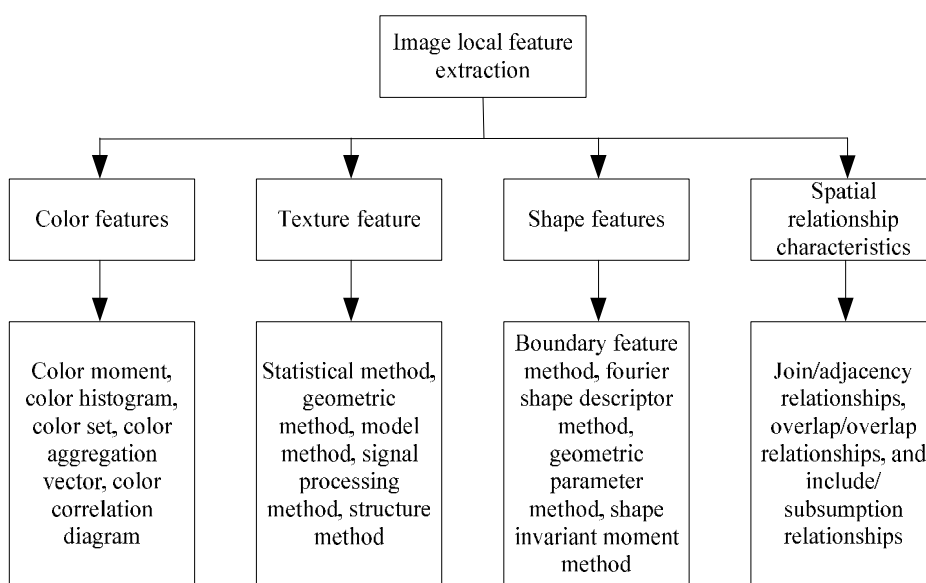 Image local feature
extraction
Color features
Texture feature
Shape features
Spatial
relationship
characteristics
Color moment,
color histogram,
color set, color
aggregation
vector, color
correlation
diagram
Statistical method,
geometric
method, model
method, signal
processing
method, structure
method
Boundary feature
method, fourier
shape descriptor
method,
geometric
parameter
method, shape
invariant moment
method
Join/adjacency
relationships,
overlap/overlap
relationships, and
include/
subsumption
relationships